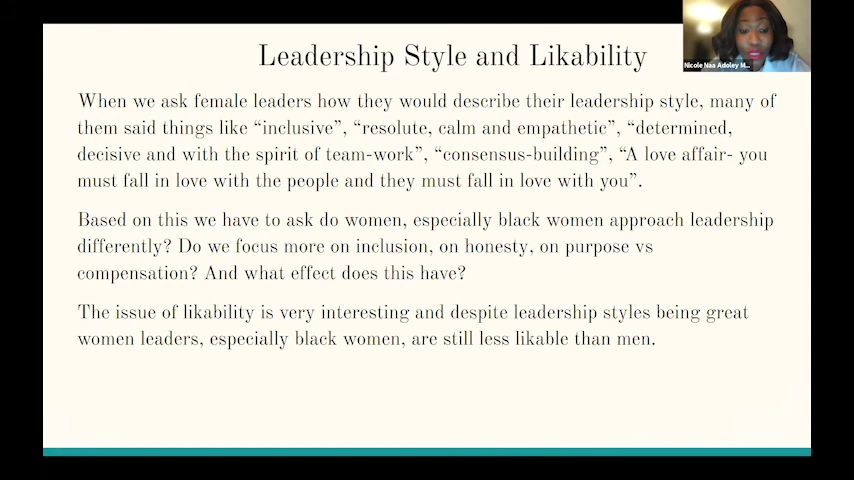 Leadership Style and Likability
Nicole Naa Adoley M...
When we ask female leaders how they would describe their leadership style, many of
them said things like “inclusive”, “resolute, calm and empathetic”, “determined,
decisive and with the spirit of team-work”, “consensus-building”, “A love affair- you
must fall in love with the people and they must fall in love with you”.
Based on this we have to ask do women, especially black women approach leadership
differently? Do we focus more on inclusion, on honesty, on purpose vs
compensation? And what effect does this have?
The issue of likability is very interesting and despite leadership styles being great
women leaders, especially black women, are still less likable than men.